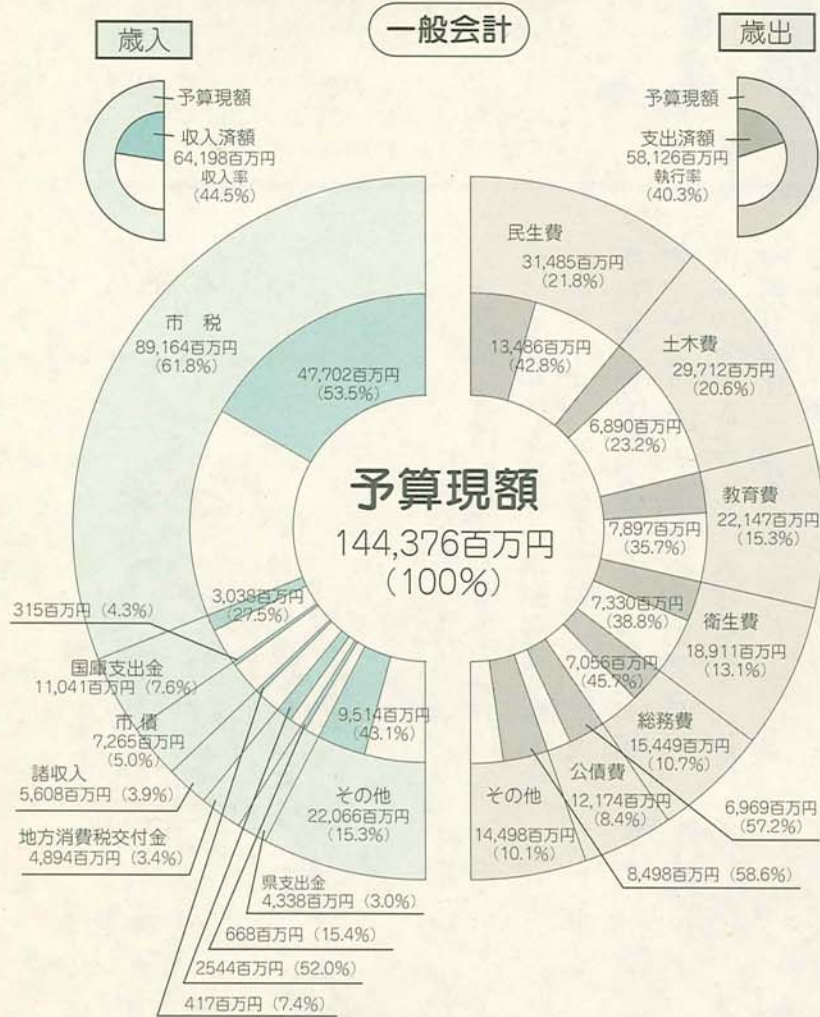 一般会計
歳入
予算現額
収入済額
64,198百万円
収入率
(44.5%)
歳出
予算現額
支出済額
58,126百万円
執行率
(40.3%)
予算現額
144,376百万円
(100%)
市 税
89,164百万円
(61.8%)
47,702百万円
(53.5%)
3,038百万円
(27.5%)
315百万円 (4.3%)
国庫支出金
11,041百万円 (7.6%)
市 債
7,265百万円
(5.0%)
諸収入
5,608百万円 (3.9%)
地方消費税交付金
4,894百万円 (3.4%)
県支出金
4,338百万円 (3.0%)
668百万円 (15.4%)
2544百万円 (52.0%)
417百万円 (7.4%)
9,514百万円
(43.1%)
その他
22,066百万円
(15.3%)
民生費
31,485百万円
(21.8%)
13,486百万円
(42.8%)
土木費
29,712百万円
(20.6%)
6,890百万円
(23.2%)
教育費
22,147百万円
(15.3%)
7,897百万円
(35.7%)
衛生費
18,911百万円
(13.1%)
7,330百万円
(38.8%)
総務費
15,449百万円
(10.7%)
7,056百万円
(45.7%)
公債費
12,174百万円
(8.4%)
6,969百万円
(57.2%)
その他
14,498百万円
(10.1%)
8,498百万円 (58.6%)